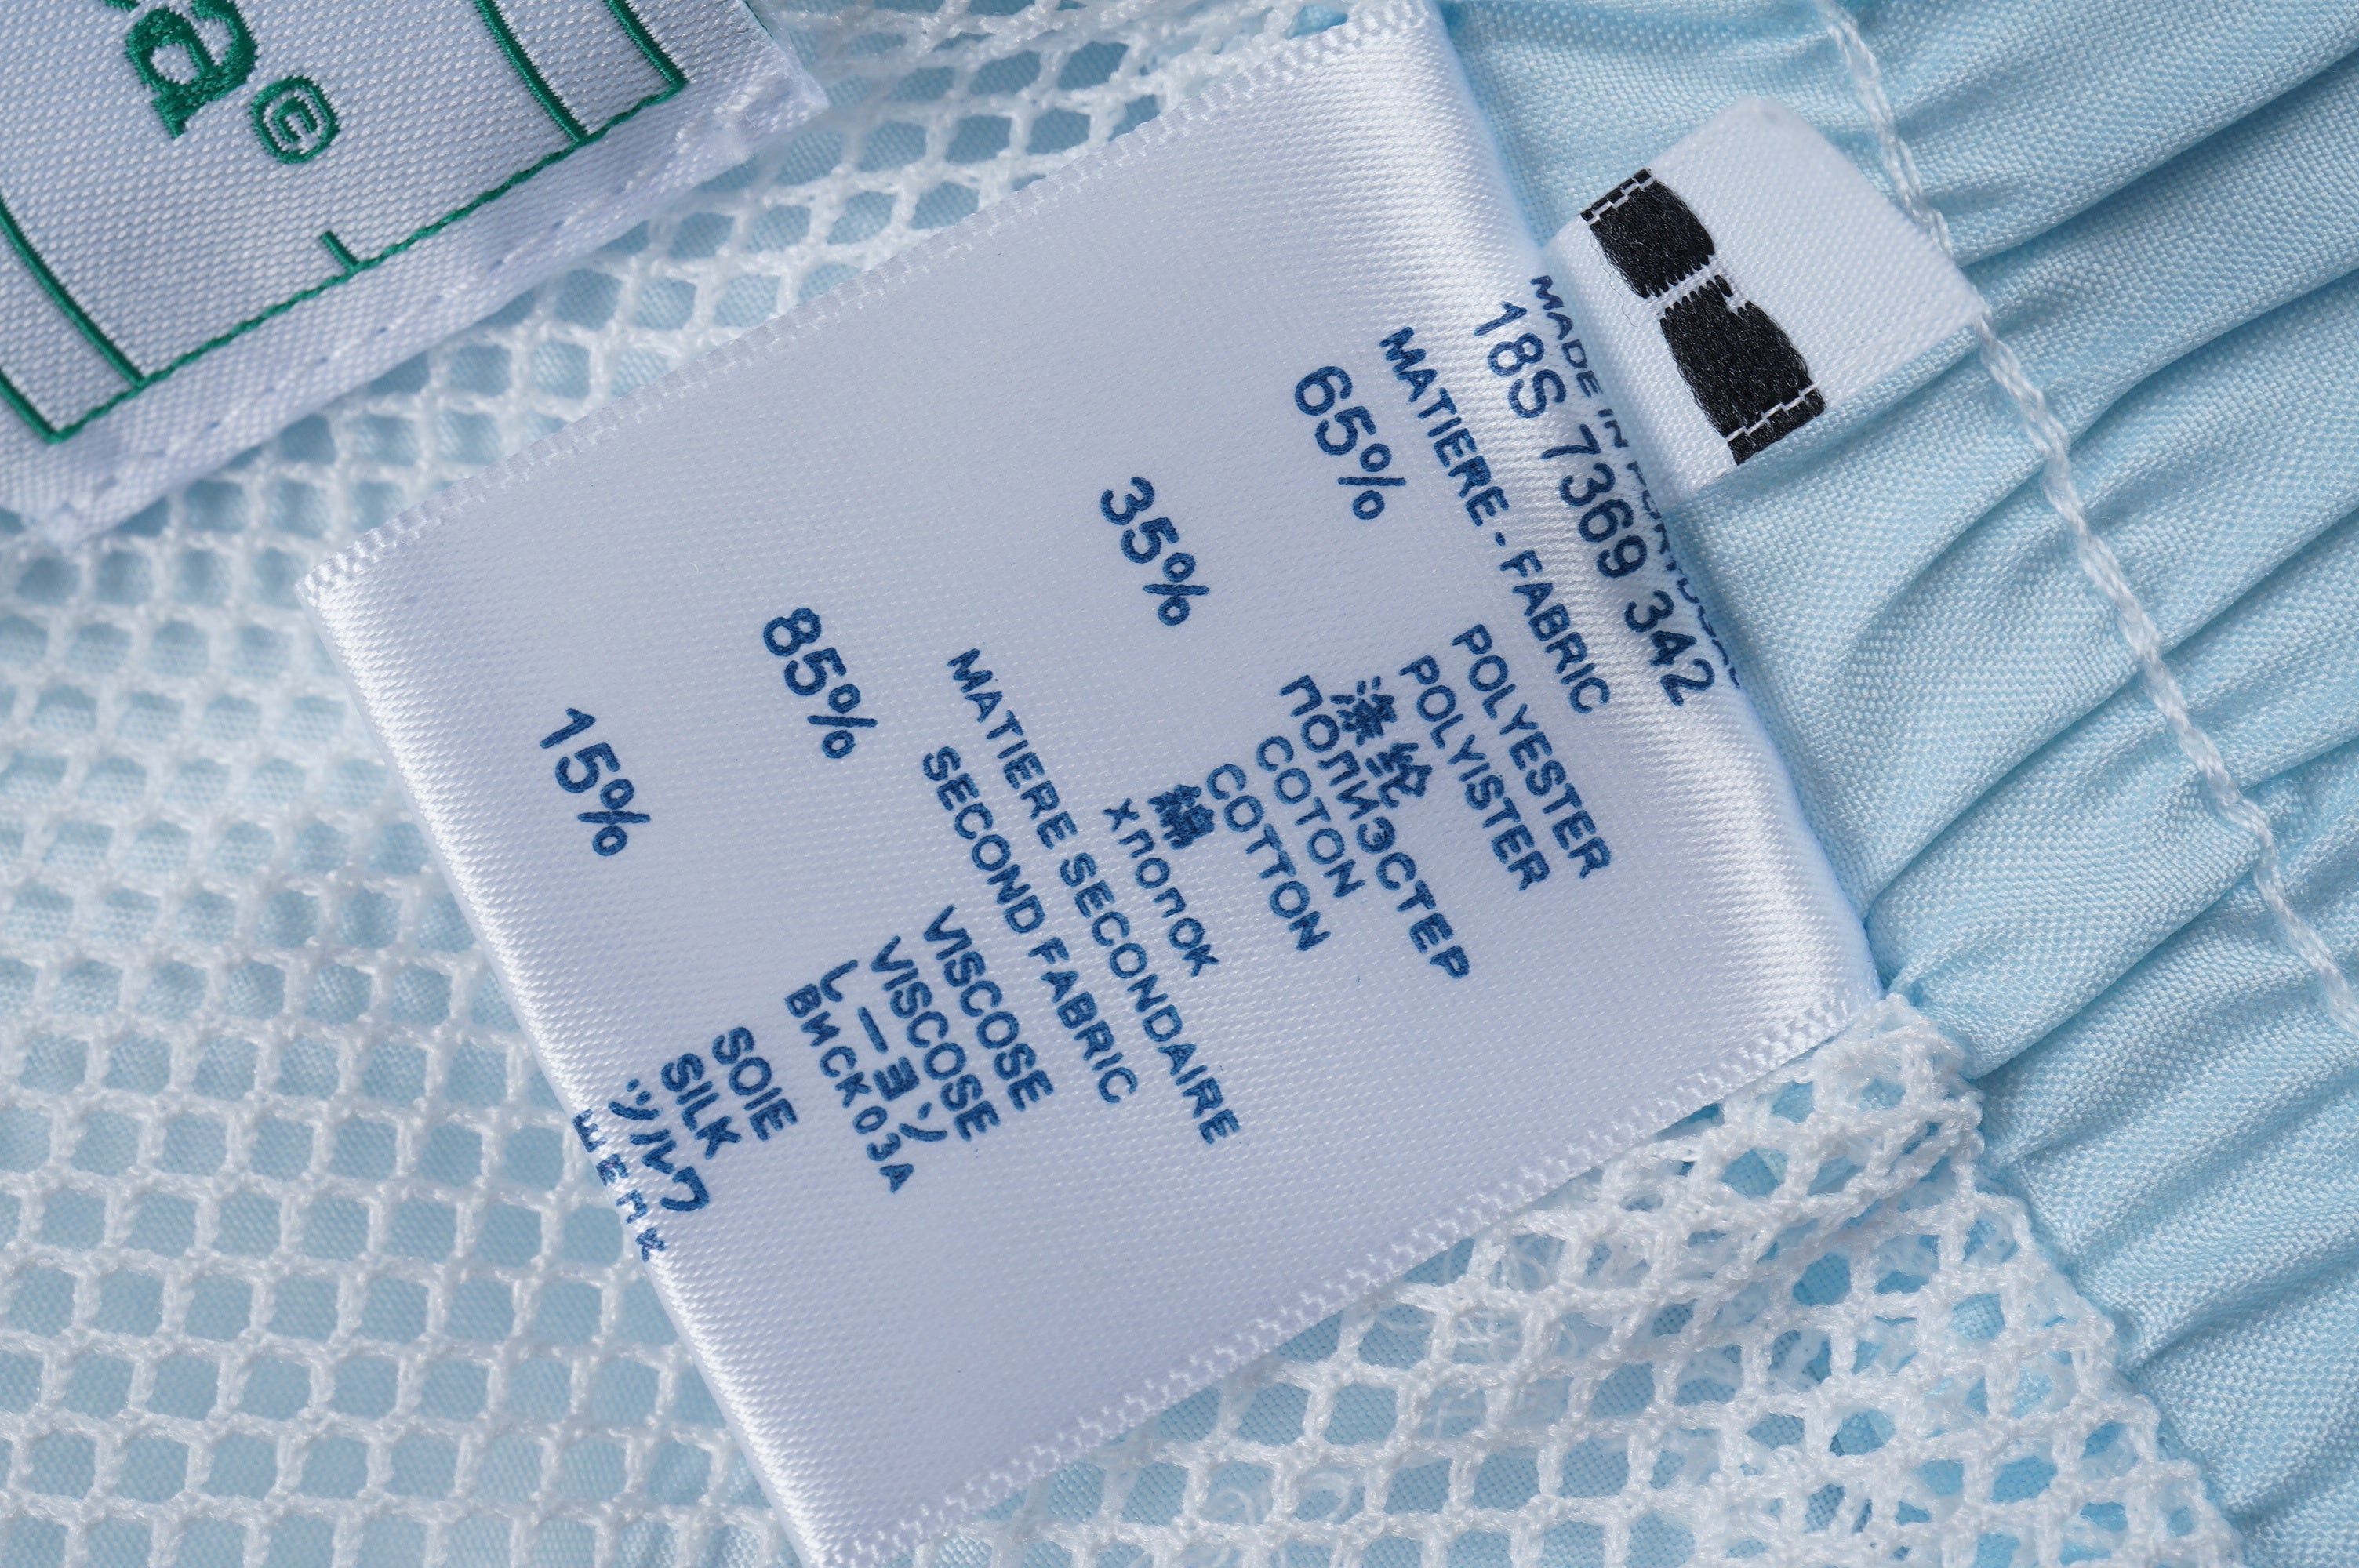 a©
MADE IN PORTUGAL
18S 7369 342
MATIERE - FABRIC
65% POLYESTER
POLYISTER
涤纶
полиэстер
35% COTON
COTTON
綿
хлопок
MATIERE SECONDAIRE
SECOND FABRIC
85% VISCOSE
VISCOSE
レーヨン
ВИСКОЗА
15% SOIE
SILK
シルク